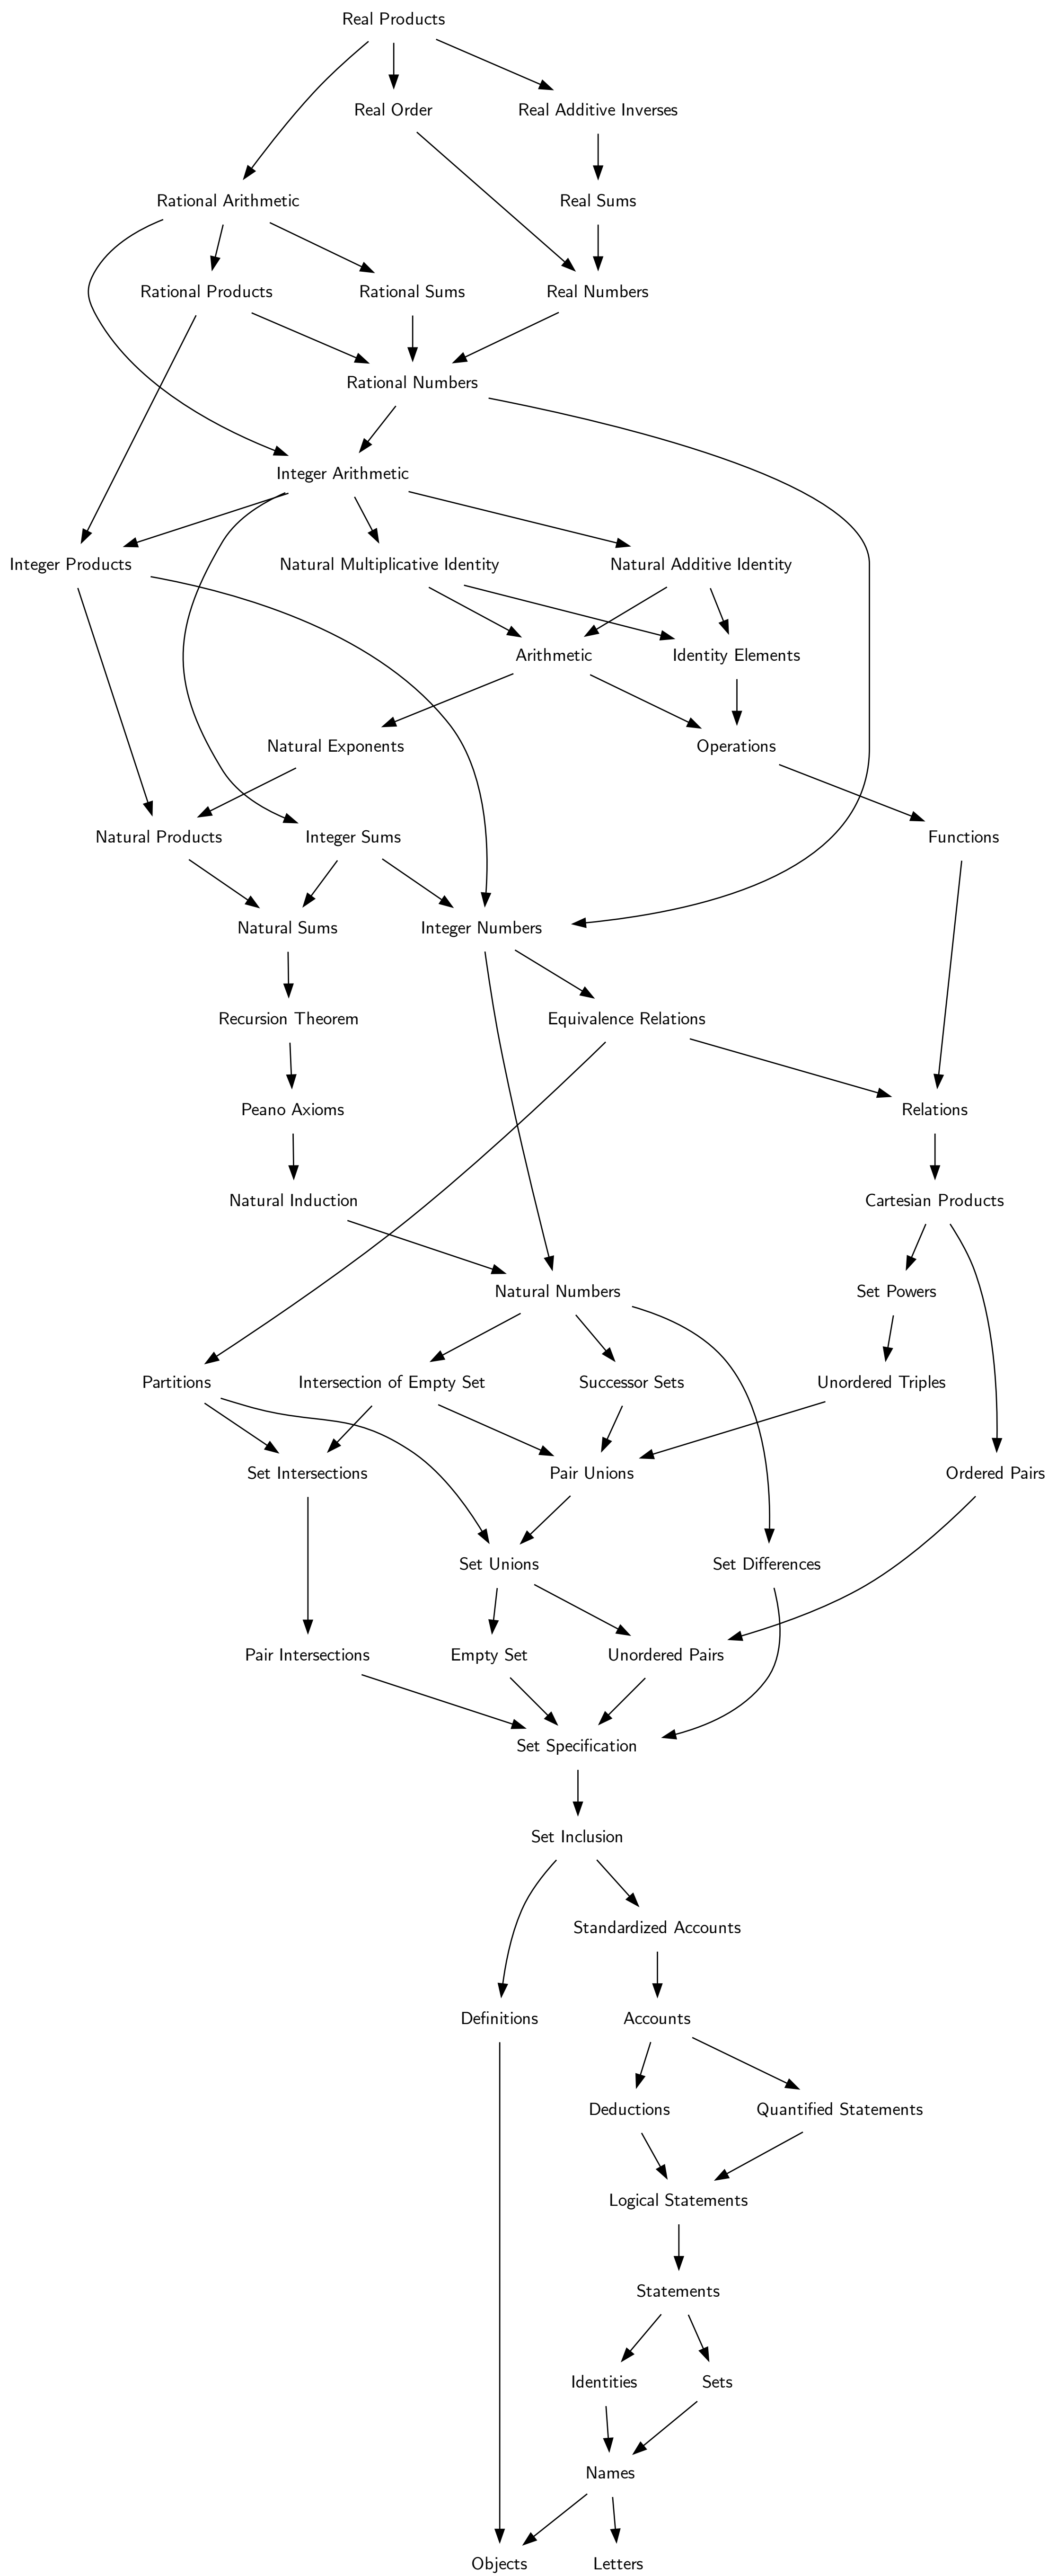 Real Products
Real Order
Real Additive Inverses
Rational Arithmetic
Real Sums
Rational Products
Rational Sums
Real Numbers
Rational Numbers
Integer Arithmetic
Integer Products
Natural Multiplicative Identity
Natural Additive Identity
Arithmetic
Identity Elements
Natural Exponents
Operations
Natural Products
Integer Sums
Functions
Natural Sums
Integer Numbers
Recursion Theorem
Equivalence Relations
Peano Axioms
Relations
Natural Induction
Cartesian Products
Natural Numbers
Set Powers
Partitions
Intersection of Empty Set
Successor Sets
Unordered Triples
Set Intersections
Pair Unions
Ordered Pairs
Set Unions
Set Differences
Pair Intersections
Empty Set
Unordered Pairs
Set Specification
Set Inclusion
Standardized Accounts
Definitions
Accounts
Deductions
Quantified Statements
Logical Statements
Statements
Identities
Sets
Names
Objects
Letters